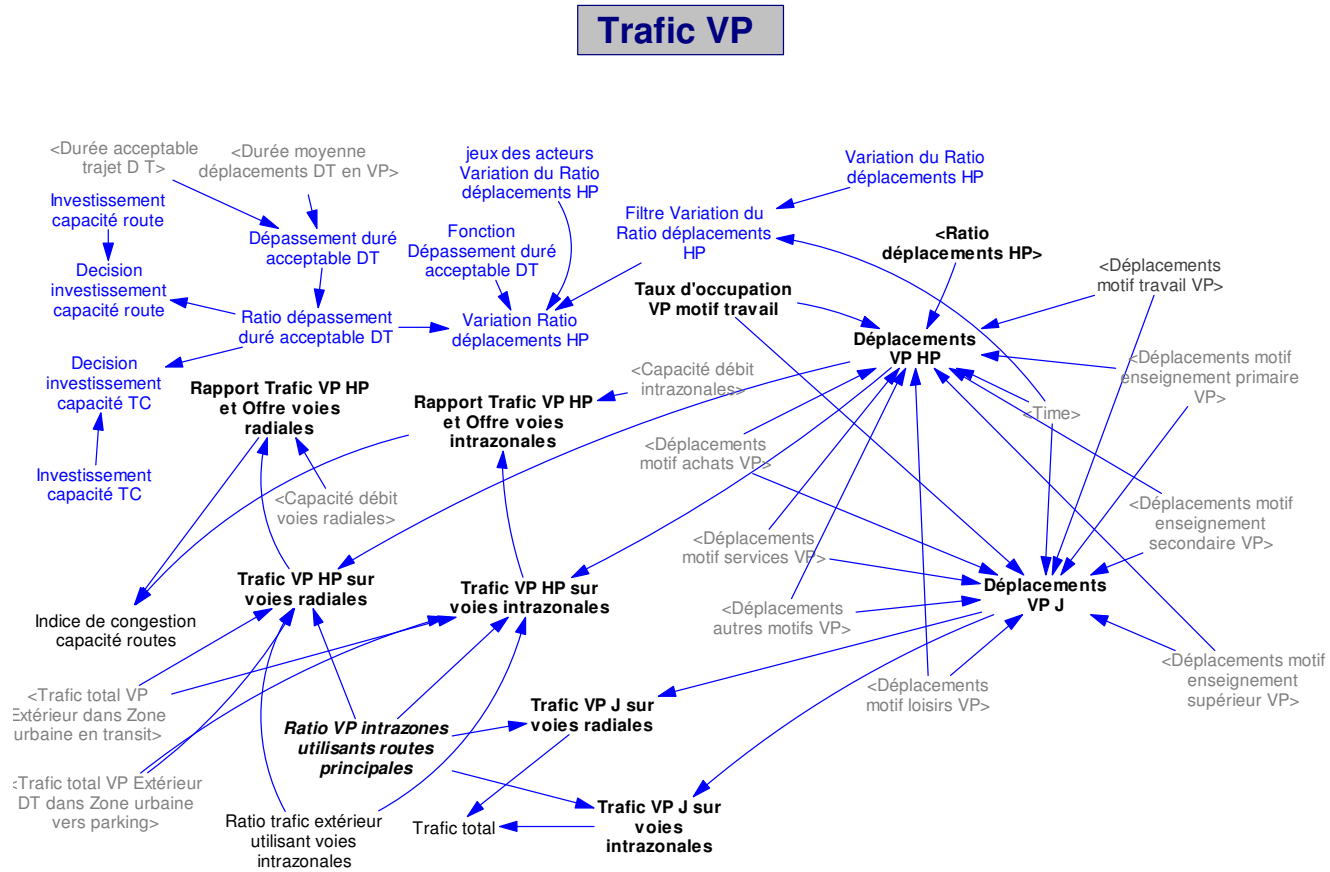 Trafic VP
<Durée acceptable
trajet D T>
<Durée moyenne
déplacements DT en VP>
jeux des acteurs
Variation du Ratio
déplacements HP
Variation du Ratio
déplacements HP
Investissement
capacité route
Filtre Variation du
Ratio déplacements
HP
Fonction
Dépassement duré
acceptable DT
Dépassement duré
acceptable DT
<Ratio
déplacements HP>
<Déplacements
motif travail VP>
Decision
investissement
capacité route
Taux d'occupation
VP motif travail
Ratio dépassement
duré acceptable DT
Variation Ratio
déplacements HP
Déplacements
VP HP
Decision
investissement
capacité TC
<Capacité débit
intrazonales>
<Déplacements motif
enseignement primaire
VP>
Rapport Trafic VP HP
et Offre voies
radiales
Rapport Trafic VP HP
et Offre voies
intrazonales
<Time>
<Déplacements
motif achats VP>
Investissement
capacité TC
<Capacité débit
voies radiales>
<Déplacements motif
enseignement
secondaire VP>
<Déplacements
motif services VP>
Trafic VP HP sur
voies radiales
Trafic VP HP sur
voies intrazonales
Déplacements
VP J
Indice de congestion
capacité routes
<Déplacements
autres motifs VP>
<Déplacements motif
enseignement
supérieur VP>
<Trafic total VP
Extérieur dans Zone
urbaine en transit>
<Déplacements
motif loisirs VP>
Trafic VP J sur
voies radiales
Ratio VP intrazones
utilisants routes
principales
<Trafic total VP Extérieur
DT dans Zone urbaine
vers parking>
Ratio trafic extérieur
utilisant voies
intrazonales
Trafic total
Trafic VP J sur
voies
intrazonales